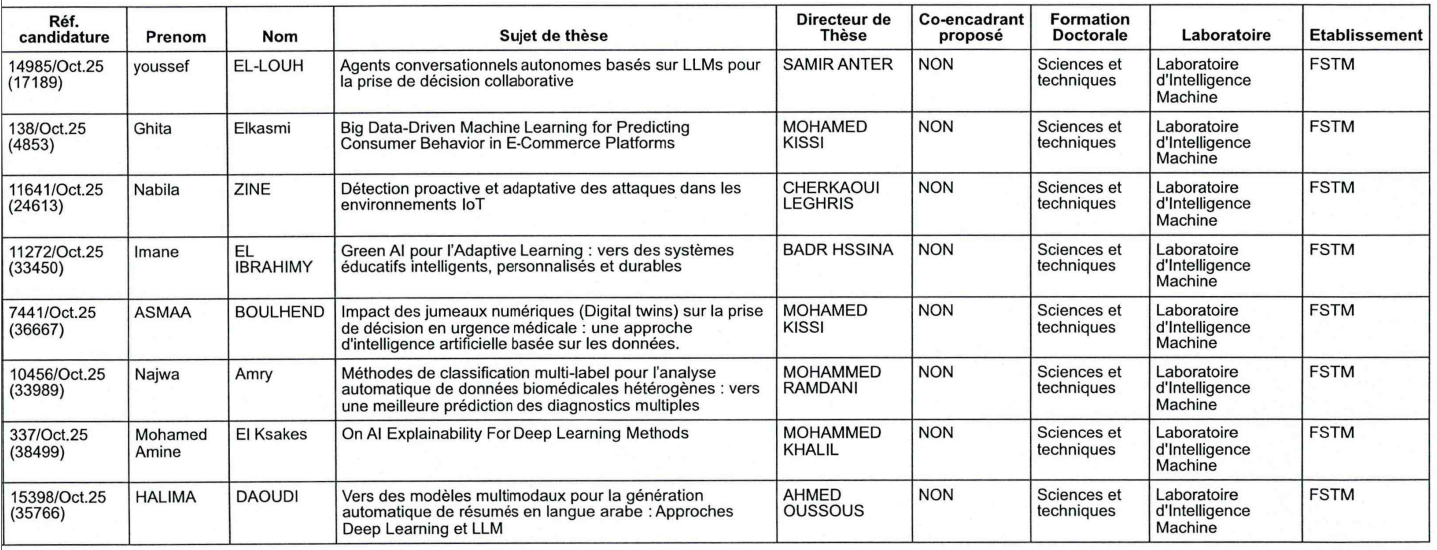 Réf. candidature Prenom Nom Sujet de thèse Directeur de Thèse Co-encadrant proposé Formation Doctorale Laboratoire Etablissement
14985/Oct.25 youssef EL-LOUH Agents conversationnels autonomes basés sur LLMs pour SAMIR ANTER NON Sciences et Laboratoire FSTM
(17189) la prise de décision collaborative techniques d'Intelligence
Machine
138/Oct.25 Ghita Elkasmi Big Data-Driven Machine Learning for Predicting MOHAMED NON Sciences et Laboratoire FSTM
(4853) Consumer Behavior in E-Commerce Platforms KISSI techniques d'Intelligence
Machine
11641/Oct.25 Nabila ZINE Détection proactive et adaptative des attaques dans les CHERKAOUI NON Sciences et Laboratoire FSTM
(24613) environnements IoT LEGHRIS techniques d'Intelligence
Machine
11272/Oct.25 Imane EL Green AI pour l'Adaptive Learning : vers des systèmes BADR HSSINA NON Sciences et Laboratoire FSTM
(33450) IBRAHIMY éducatifs intelligents, personnalisés et durables techniques d'Intelligence
Machine
7441/Oct.25 ASMAA BOULHEND Impact des jumeaux numériques (Digital twins) sur la prise MOHAMED NON Sciences et Laboratoire FSTM
(36667) de décision en urgence médicale : une approche KISSI techniques d'Intelligence
d'intelligence artificielle basée sur les données. Machine
10456/Oct.25 Najwa Amry Méthodes de classification multi-label pour l'analyse MOHAMMED NON Sciences et Laboratoire FSTM
(33989) automatique de données biomédicales hétérogènes : vers RAMDANI techniques d'Intelligence
une meilleure prédiction des diagnostics multiples Machine
337/Oct.25 Mohamed El Ksakes On AI Explainability For Deep Learning Methods MOHAMMED NON Sciences et Laboratoire FSTM
(38499) Amine KHALIL techniques d'Intelligence
Machine
15398/Oct.25 HALIMA DAOUDI Vers des modèles multimodaux pour la génération AHMED NON Sciences et Laboratoire FSTM
(35766) automatique de résumés en langue arabe : Approches OUSSOUS techniques d'Intelligence
Deep Learning et LLM Machine